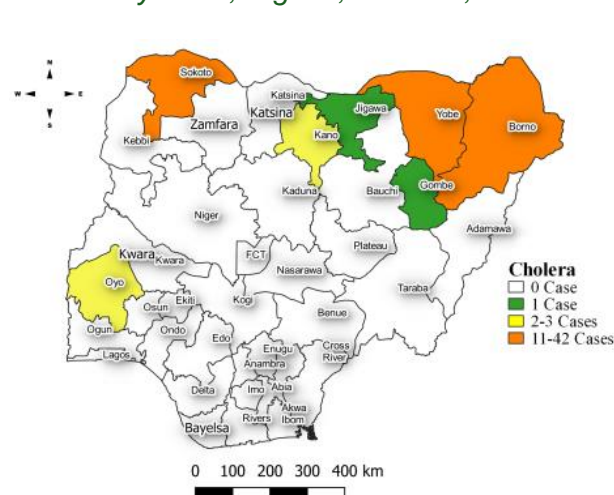 N
W E
S
Sokoto
Katsina
Katsina
Jigawa
Yobe
Borno
Zamfara
Kano
Kebbi
Kaduna
Bauchi
Gombe
Niger
Adamawa
Plateau
Kwara
Kwara
FCT
Nasarawa
Oyo
Taraba
Osun
Ekiti
Kogi
Benue
Ogun
Ondo
Edo
Lagos
Enugu
Cross
River
Anambra
Delta
Imo
Abia
Akwa
Ibom
Rivers
Bayelsa
Cholera
0 Case
1 Case
2-3 Cases
11-42 Cases
0 100 200 300 400 km